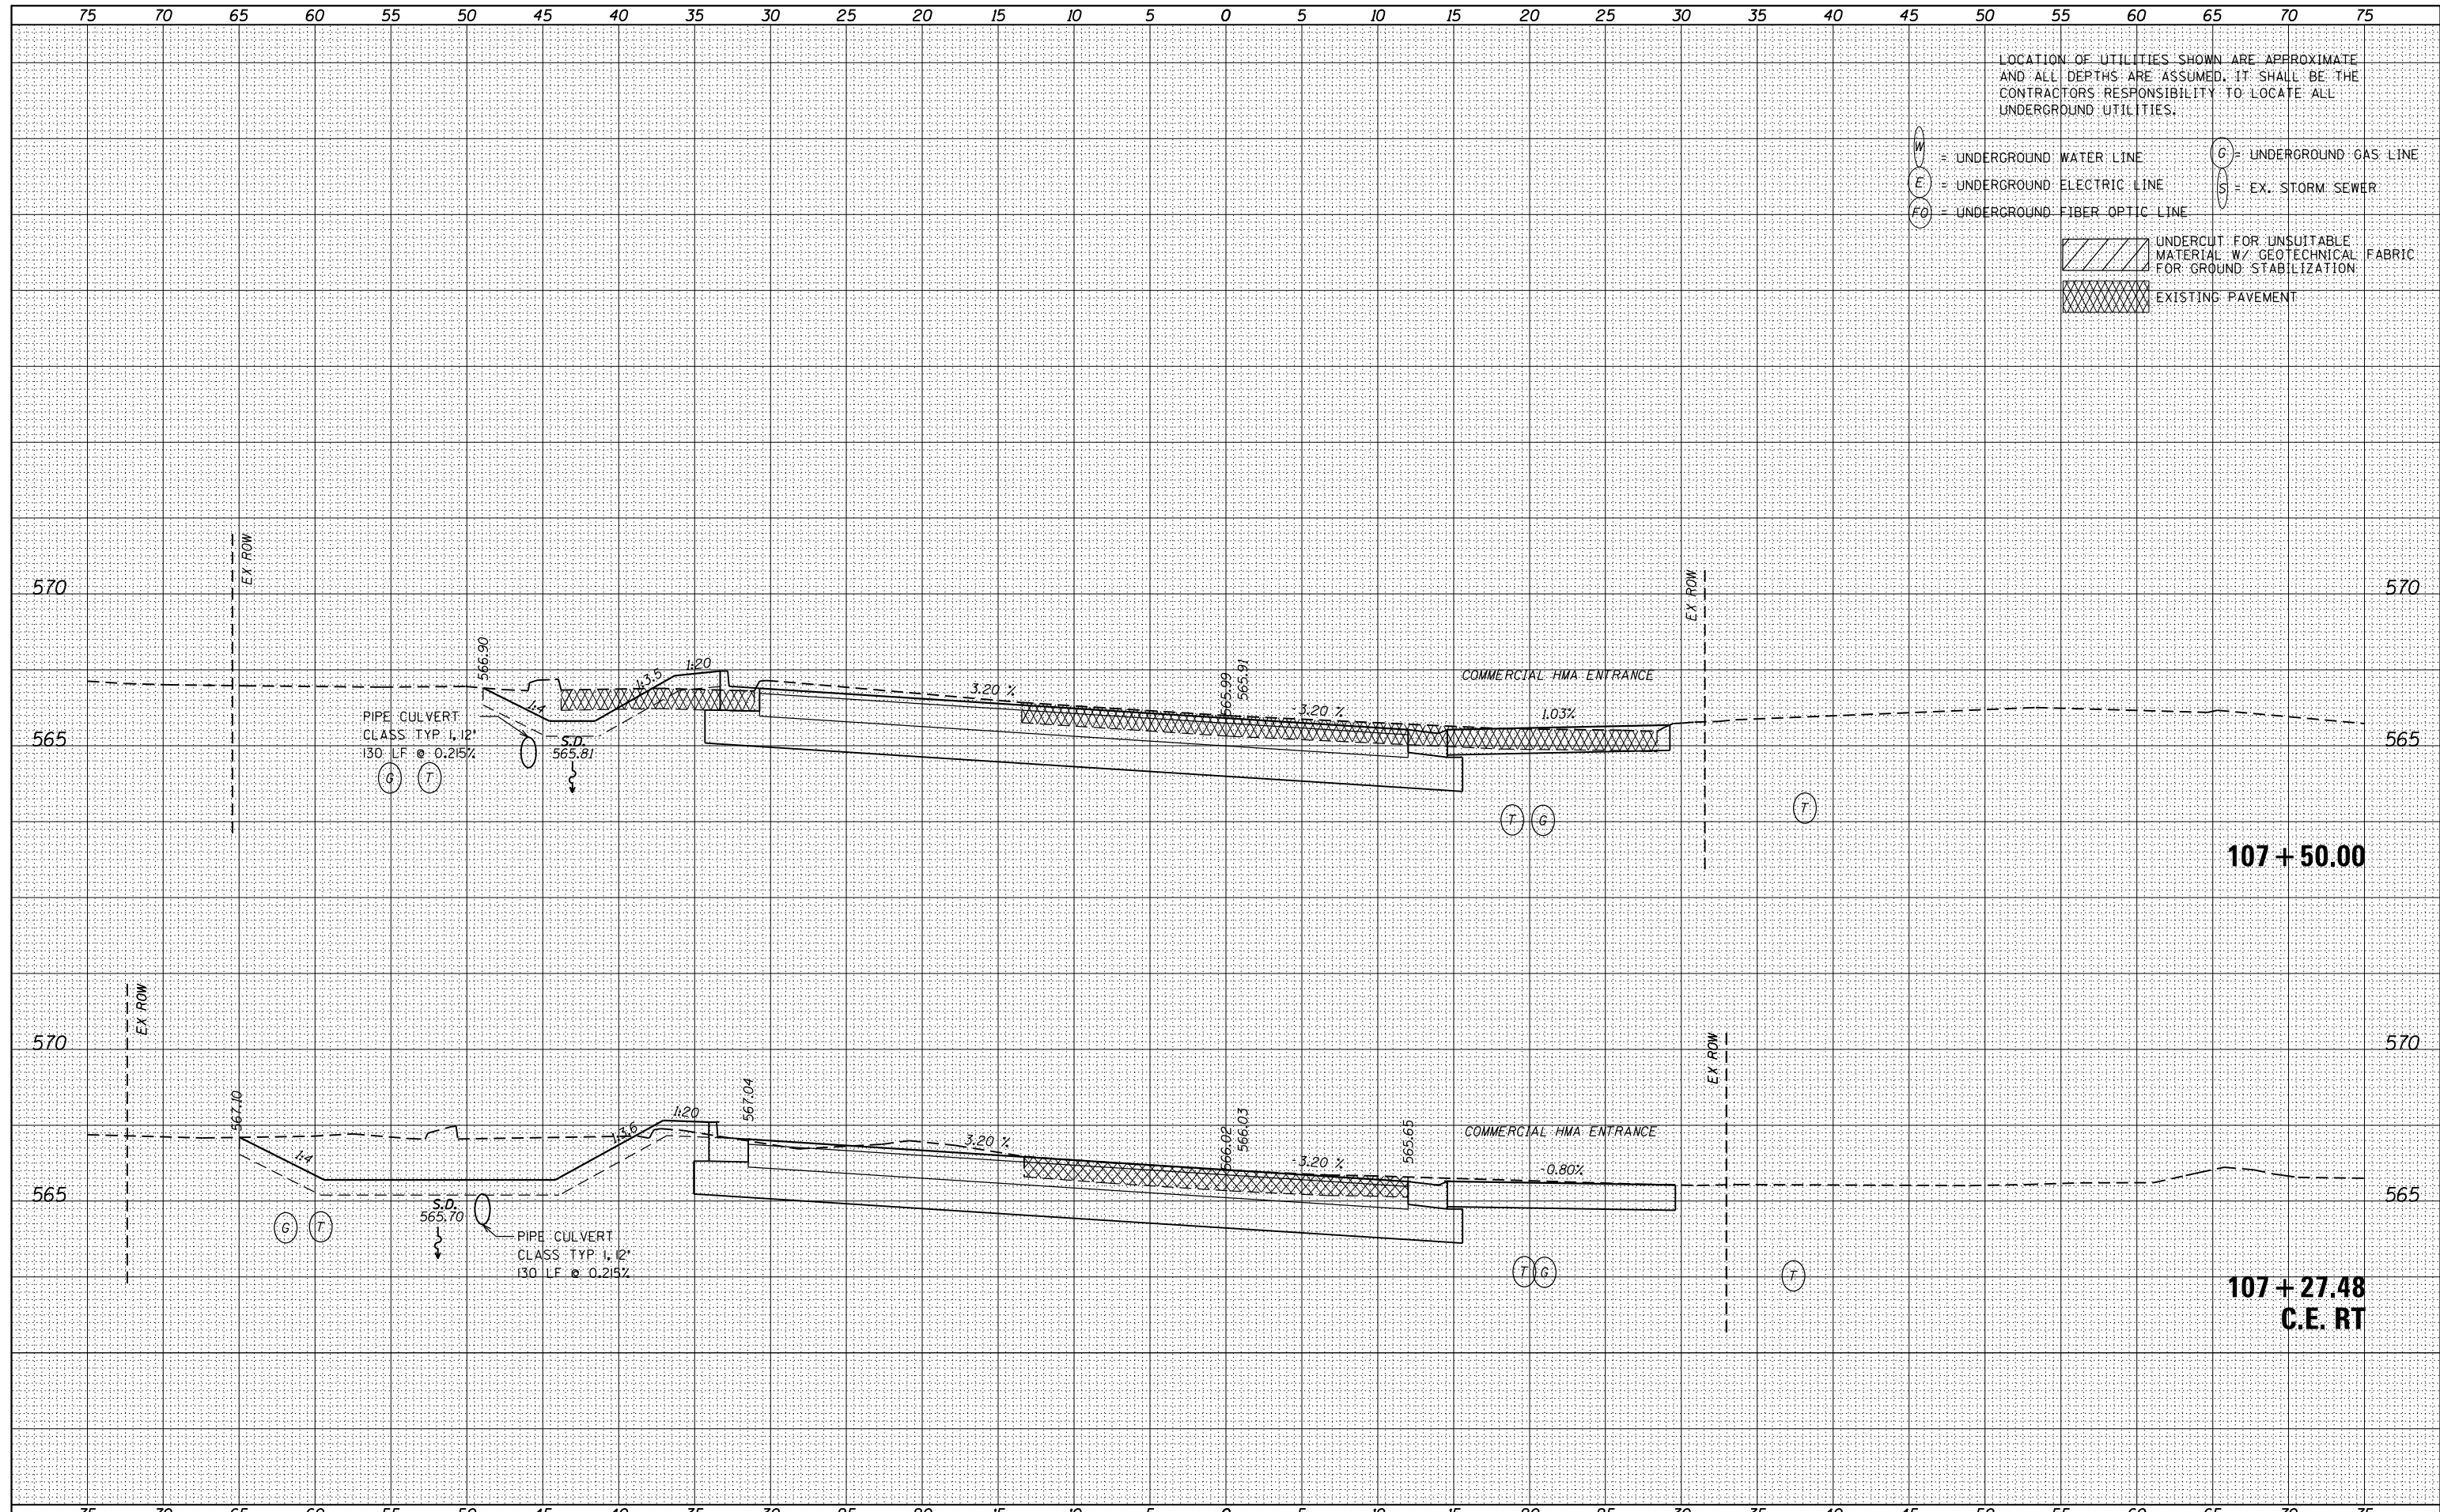 75 70 65 60 55 50 45 40 35 30 25 20 15 10 5 0 5 10 15 20 25 30 35 40 45 50 55 60 65 70 75
LOCATION OF UTILITIES SHOWN ARE APPROXIMATE
AND ALL DEPTHS ARE ASSUMED. IT SHALL BE THE
CONTRACTORS RESPONSIBILITY TO LOCATE ALL
UNDERGROUND UTILITIES.
W = UNDERGROUND WATER LINE
G = UNDERGROUND GAS LINE
E = UNDERGROUND ELECTRIC LINE
S = EX. STORM SEWER
FO = UNDERGROUND FIBER OPTIC LINE
UNDERCUT FOR UNSUITABLE
MATERIAL W/ GEOTECHNICAL FABRIC
FOR GROUND STABILIZATION
EXISTING PAVEMENT
EX ROW
EX ROW
570
570
566.90
1:4
1:3.5
1:20
3.20 %
565.99
565.91
-3.20 %
COMMERCIAL HMA ENTRANCE
1.03%
PIPE CULVERT
CLASS TYP 1, 12"
130 LF @ 0.215%
565
S.D.
565.81
565
G T
T G
T
107 + 50.00
EX ROW
EX ROW
570
570
567.10
1:4
1:3.6
1:20
567.04
3.20 %
566.02
566.03
-3.20 %
565.65
COMMERCIAL HMA ENTRANCE
-0.80%
565
565
S.D.
565.70
G T
PIPE CULVERT
CLASS TYP 1, 12"
130 LF @ 0.215%
T G
T
107 + 27.48
C.E. RT
75 70 65 60 55 50 45 40 35 30 25 20 15 10 5 0 5 10 15 20 25 30 35 40 45 50 55 60 65 70 75